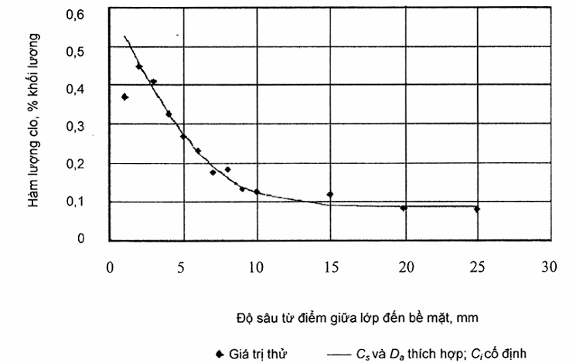 Hàm lượng clo, % khối lượng
0,6
0,5
0,4
0,3
0,2
0,1
0
0 5 10 15 20 25 30
Độ sâu từ điểm giữa lớp đến bề mặt, mm
Giá trị thử
Cs và Da thích hợp; Ci cố định